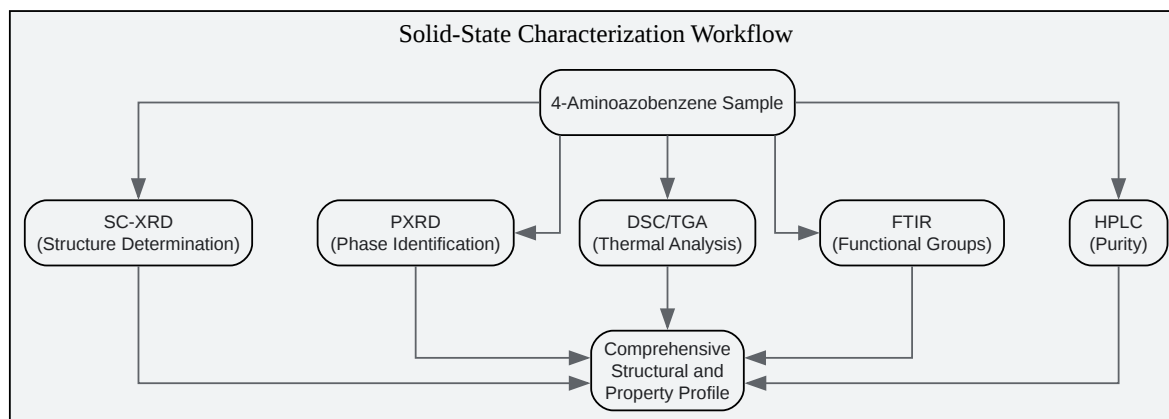 Solid-State Characterization Workflow
4-Aminoazobenzene Sample
SC-XRD
(Structure Determination)
PXRD
(Phase Identification)
DSC/TGA
(Thermal Analysis)
FTIR
(Functional Groups)
HPLC
(Purity)
Comprehensive
Structural and
Property Profile